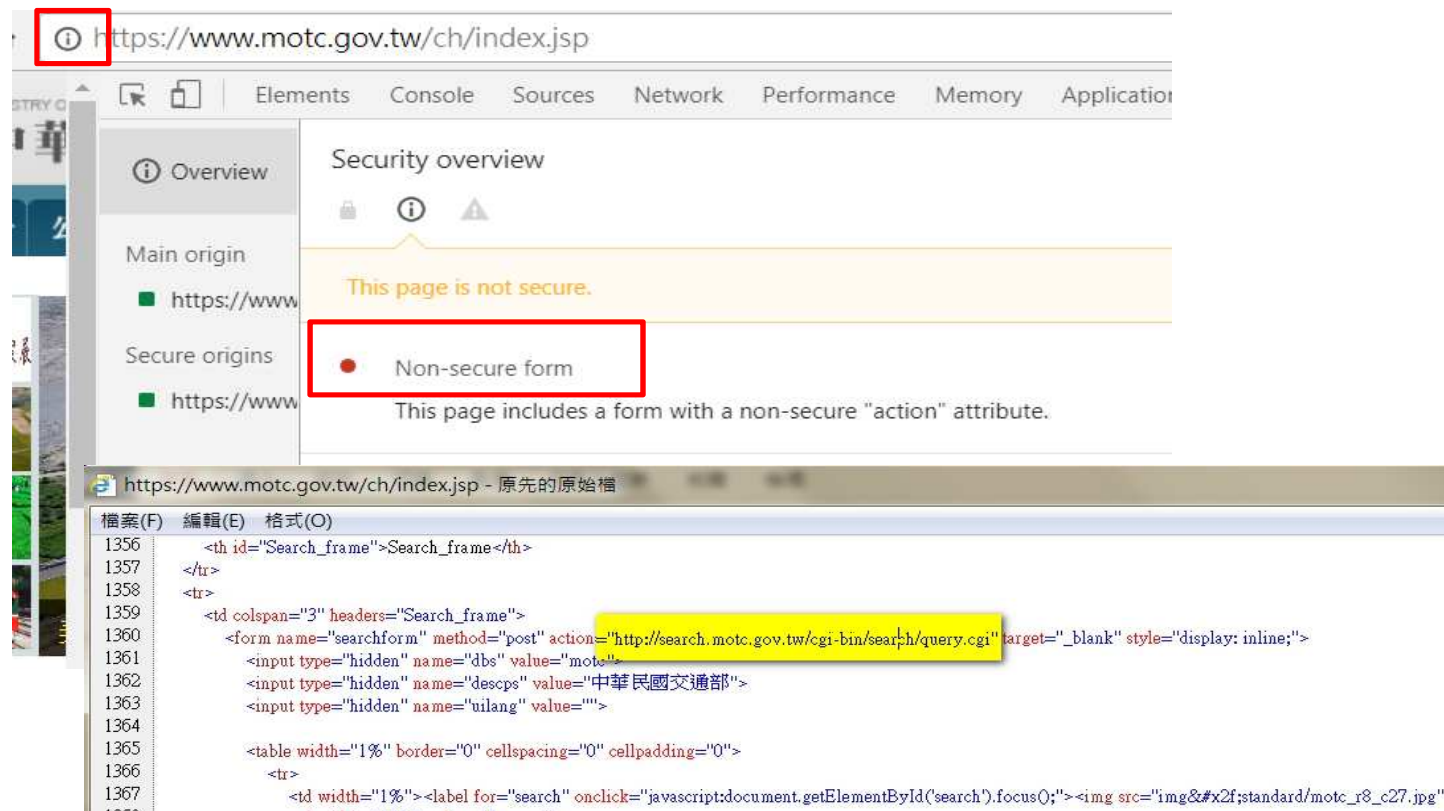 https://www.motc.gov.tw/ch/index.jsp
STRY O
中華
Elements Console Sources Network Performance Memory Application
Overview
Security overview
Main origin
https://www
This page is not secure.
Secure origins
https://www
Non-secure form
This page includes a form with a non-secure "action" attribute.
https://www.motc.gov.tw/ch/index.jsp - 原先的原始檔
檔案(F) 編輯(E) 格式(O)
1356 <th id="Search_frame">Search_frame</th>
1357 </tr>
1358 <tr>
1359 <td colspan="3" headers="Search_frame">
1360 <form name="searchform" method="post" action="http://search.motc.gov.tw/cgi-bin/search/query.cgi" target="_blank" style="display: inline;">
1361 <input type="hidden" name="dbs" value="motc">
1362 <input type="hidden" name="descps" value="中華民國交通部">
1363 <input type="hidden" name="uilang" value="">
1364
1365 <table width="1%" border="0" cellspacing="0" cellpadding="0">
1366 <tr>
1367 <td width="1%"><label for="search" onclick="javascript:document.getElementById('search').focus();"><img src="img&#x2f;standard/motc_r8_c27.jpg"